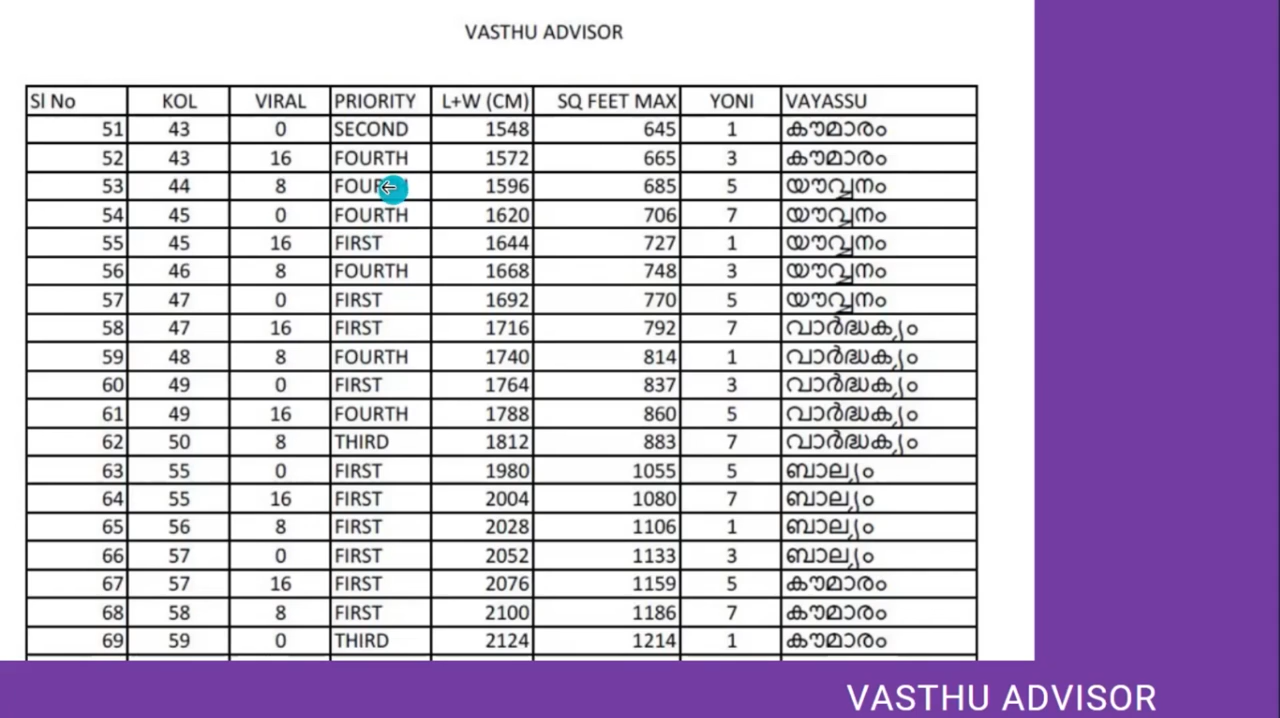 VASTHU ADVISOR
Sl No KOL VIRAL PRIORITY L+W (CM) SQ FEET MAX YONI VAYASSU
51 43 0 SECOND 1548 645 1 കൗമാരം
52 43 16 FOURTH 1572 665 3 കൗമാരം
53 44 8 1596 685 5 യൗവ്വനം
54 45 0 FOURTH 1620 706 7 യൗവ്വനം
55 45 16 FIRST 1644 727 1 യൗവ്വനം
56 46 8 FOURTH 1668 748 3 യൗവ്വനം
57 47 0 FIRST 1692 770 5 യൗവ്വനം
58 47 16 FIRST 1716 792 7 വാർദ്ധക്യം
59 48 8 FOURTH 1740 814 1 വാർദ്ധക്യം
60 49 0 FIRST 1764 837 3 വാർദ്ധക്യം
61 49 16 FOURTH 1788 860 5 വാർദ്ധക്യം
62 50 8 THIRD 1812 883 7 വാർദ്ധക്യം
63 55 0 FIRST 1980 1055 5 ബാല്യം
64 55 16 FIRST 2004 1080 7 ബാല്യം
65 56 8 FIRST 2028 1106 1 ബാല്യം
66 57 0 FIRST 2052 1133 3 ബാല്യം
67 57 16 FIRST 2076 1159 5 കൗമാരം
68 58 8 FIRST 2100 1186 7 കൗമാരം
69 59 0 THIRD 2124 1214 1 കൗമാരം
VASTHU ADVISOR